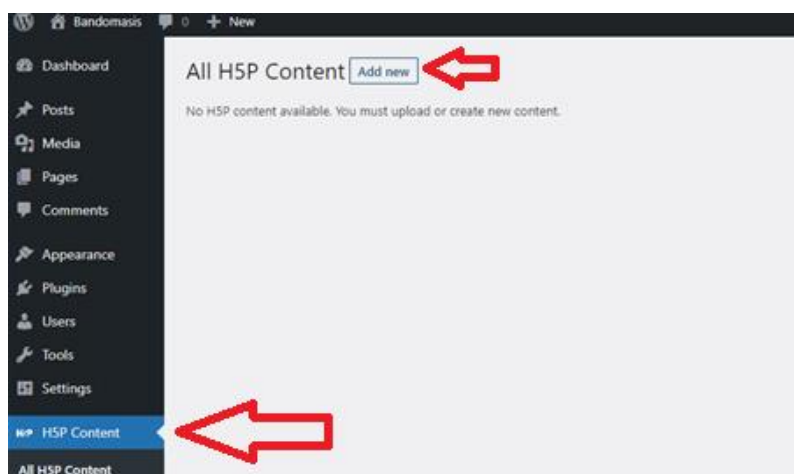 Bandomasis 0 + New
Dashboard
All H5P Content Add new
Posts
No H5P content available. You must upload or create new content.
Media
Pages
Comments
Appearance
Plugins
Users
Tools
Settings
H5P H5P Content
All H5P Content